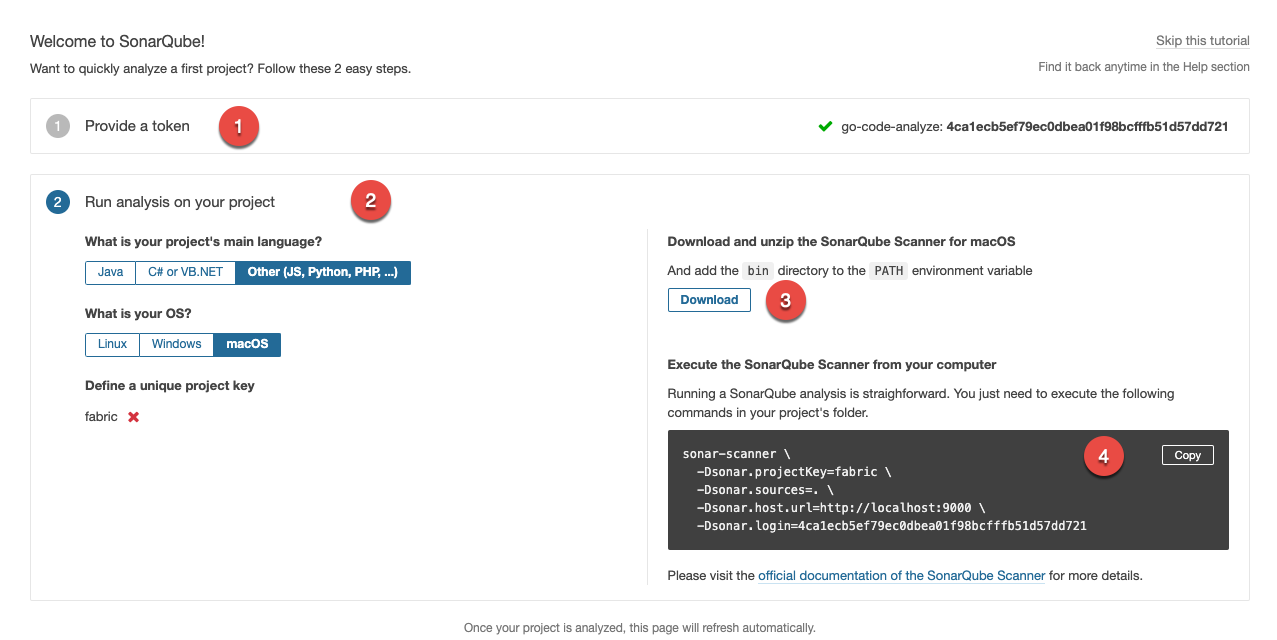 Welcome to SonarQube!
Skip this tutorial
Want to quickly analyze a first project? Follow these 2 easy steps.
Find it back anytime in the Help section
1 Provide a token 1
go-code-analyze: 4ca1ecb5ef79ec0dbea01f98bcfffb51d57dd721
2 Run analysis on your project 2
What is your project's main language?
Java C# or VB.NET Other (JS, Python, PHP, ...)
What is your OS?
Linux Windows macOS
Define a unique project key
fabric
Download and unzip the SonarQube Scanner for macOS
And add the bin directory to the PATH environment variable
Download 3
Execute the SonarQube Scanner from your computer
Running a SonarQube analysis is straighforward. You just need to execute the following
commands in your project's folder.
4 Copy
sonar-scanner \
-Dsonar.projectKey=fabric \
-Dsonar.sources=. \
-Dsonar.host.url=http://localhost:9000 \
-Dsonar.login=4ca1ecb5ef79ec0dbea01f98bcfffb51d57dd721
Please visit the official documentation of the SonarQube Scanner for more details.
Once your project is analyzed, this page will refresh automatically.